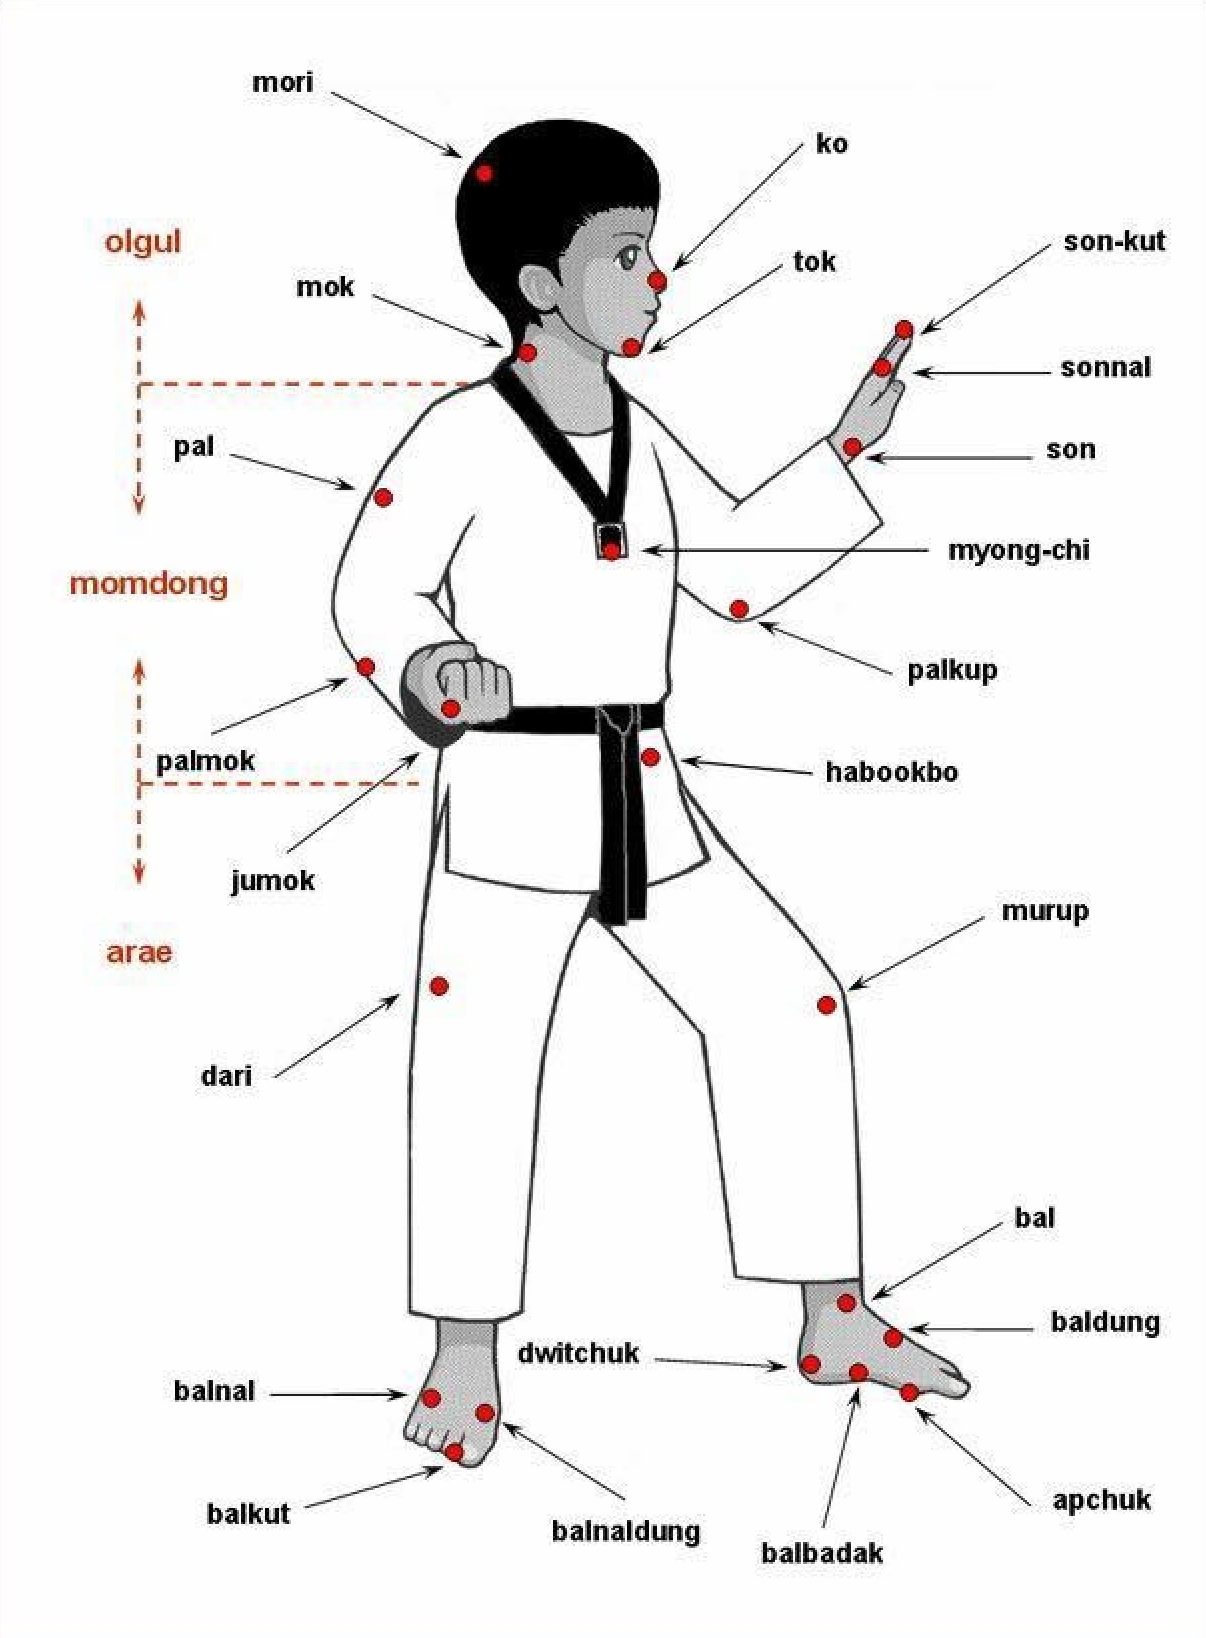 mori
ko
olgul
son-kut
tok
mok
sonnal
pal
son
myong-chi
momdong
palkup
palmok
habookbo
jumok
murup
arae
dari
bal
baldung
dwitchuk
balnal
apchuk
balkut
balnaldung
balbadak